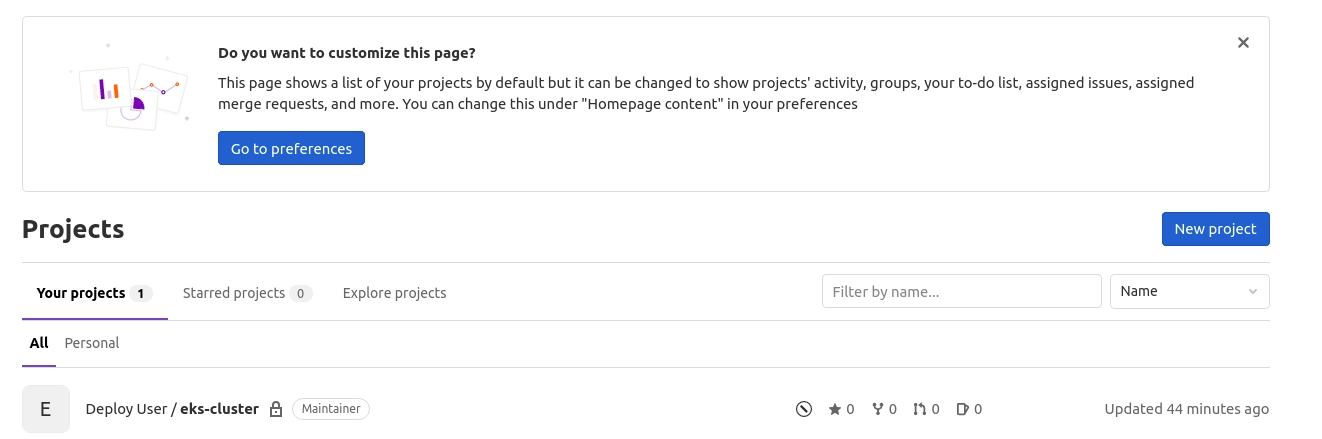 Do you want to customize this page?
This page shows a list of your projects by default but it can be changed to show projects' activity, groups, your to-do list, assigned issues, assigned
merge requests, and more. You can change this under "Homepage content" in your preferences
Go to preferences
Projects
New project
Your projects 1 Starred projects 0 Explore projects Filter by name... Name
All Personal
E Deploy User / eks-cluster Maintainer 0 0 0 0 Updated 44 minutes ago